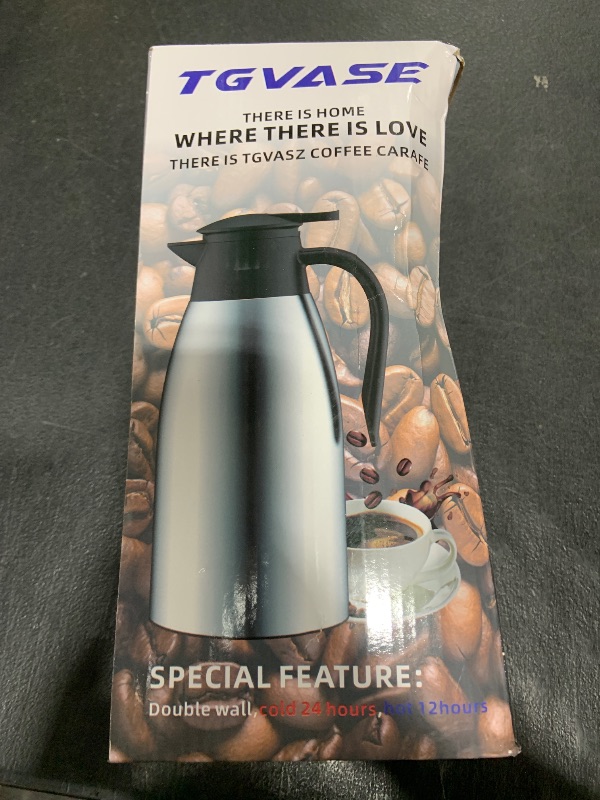 TGVASE
THERE IS HOME
WHERE THERE IS LOVE
THERE IS TGVASZ COFFEE CARAFE
SPECIAL FEATURE:
Double wall,cold 24 hours,hot 12hours